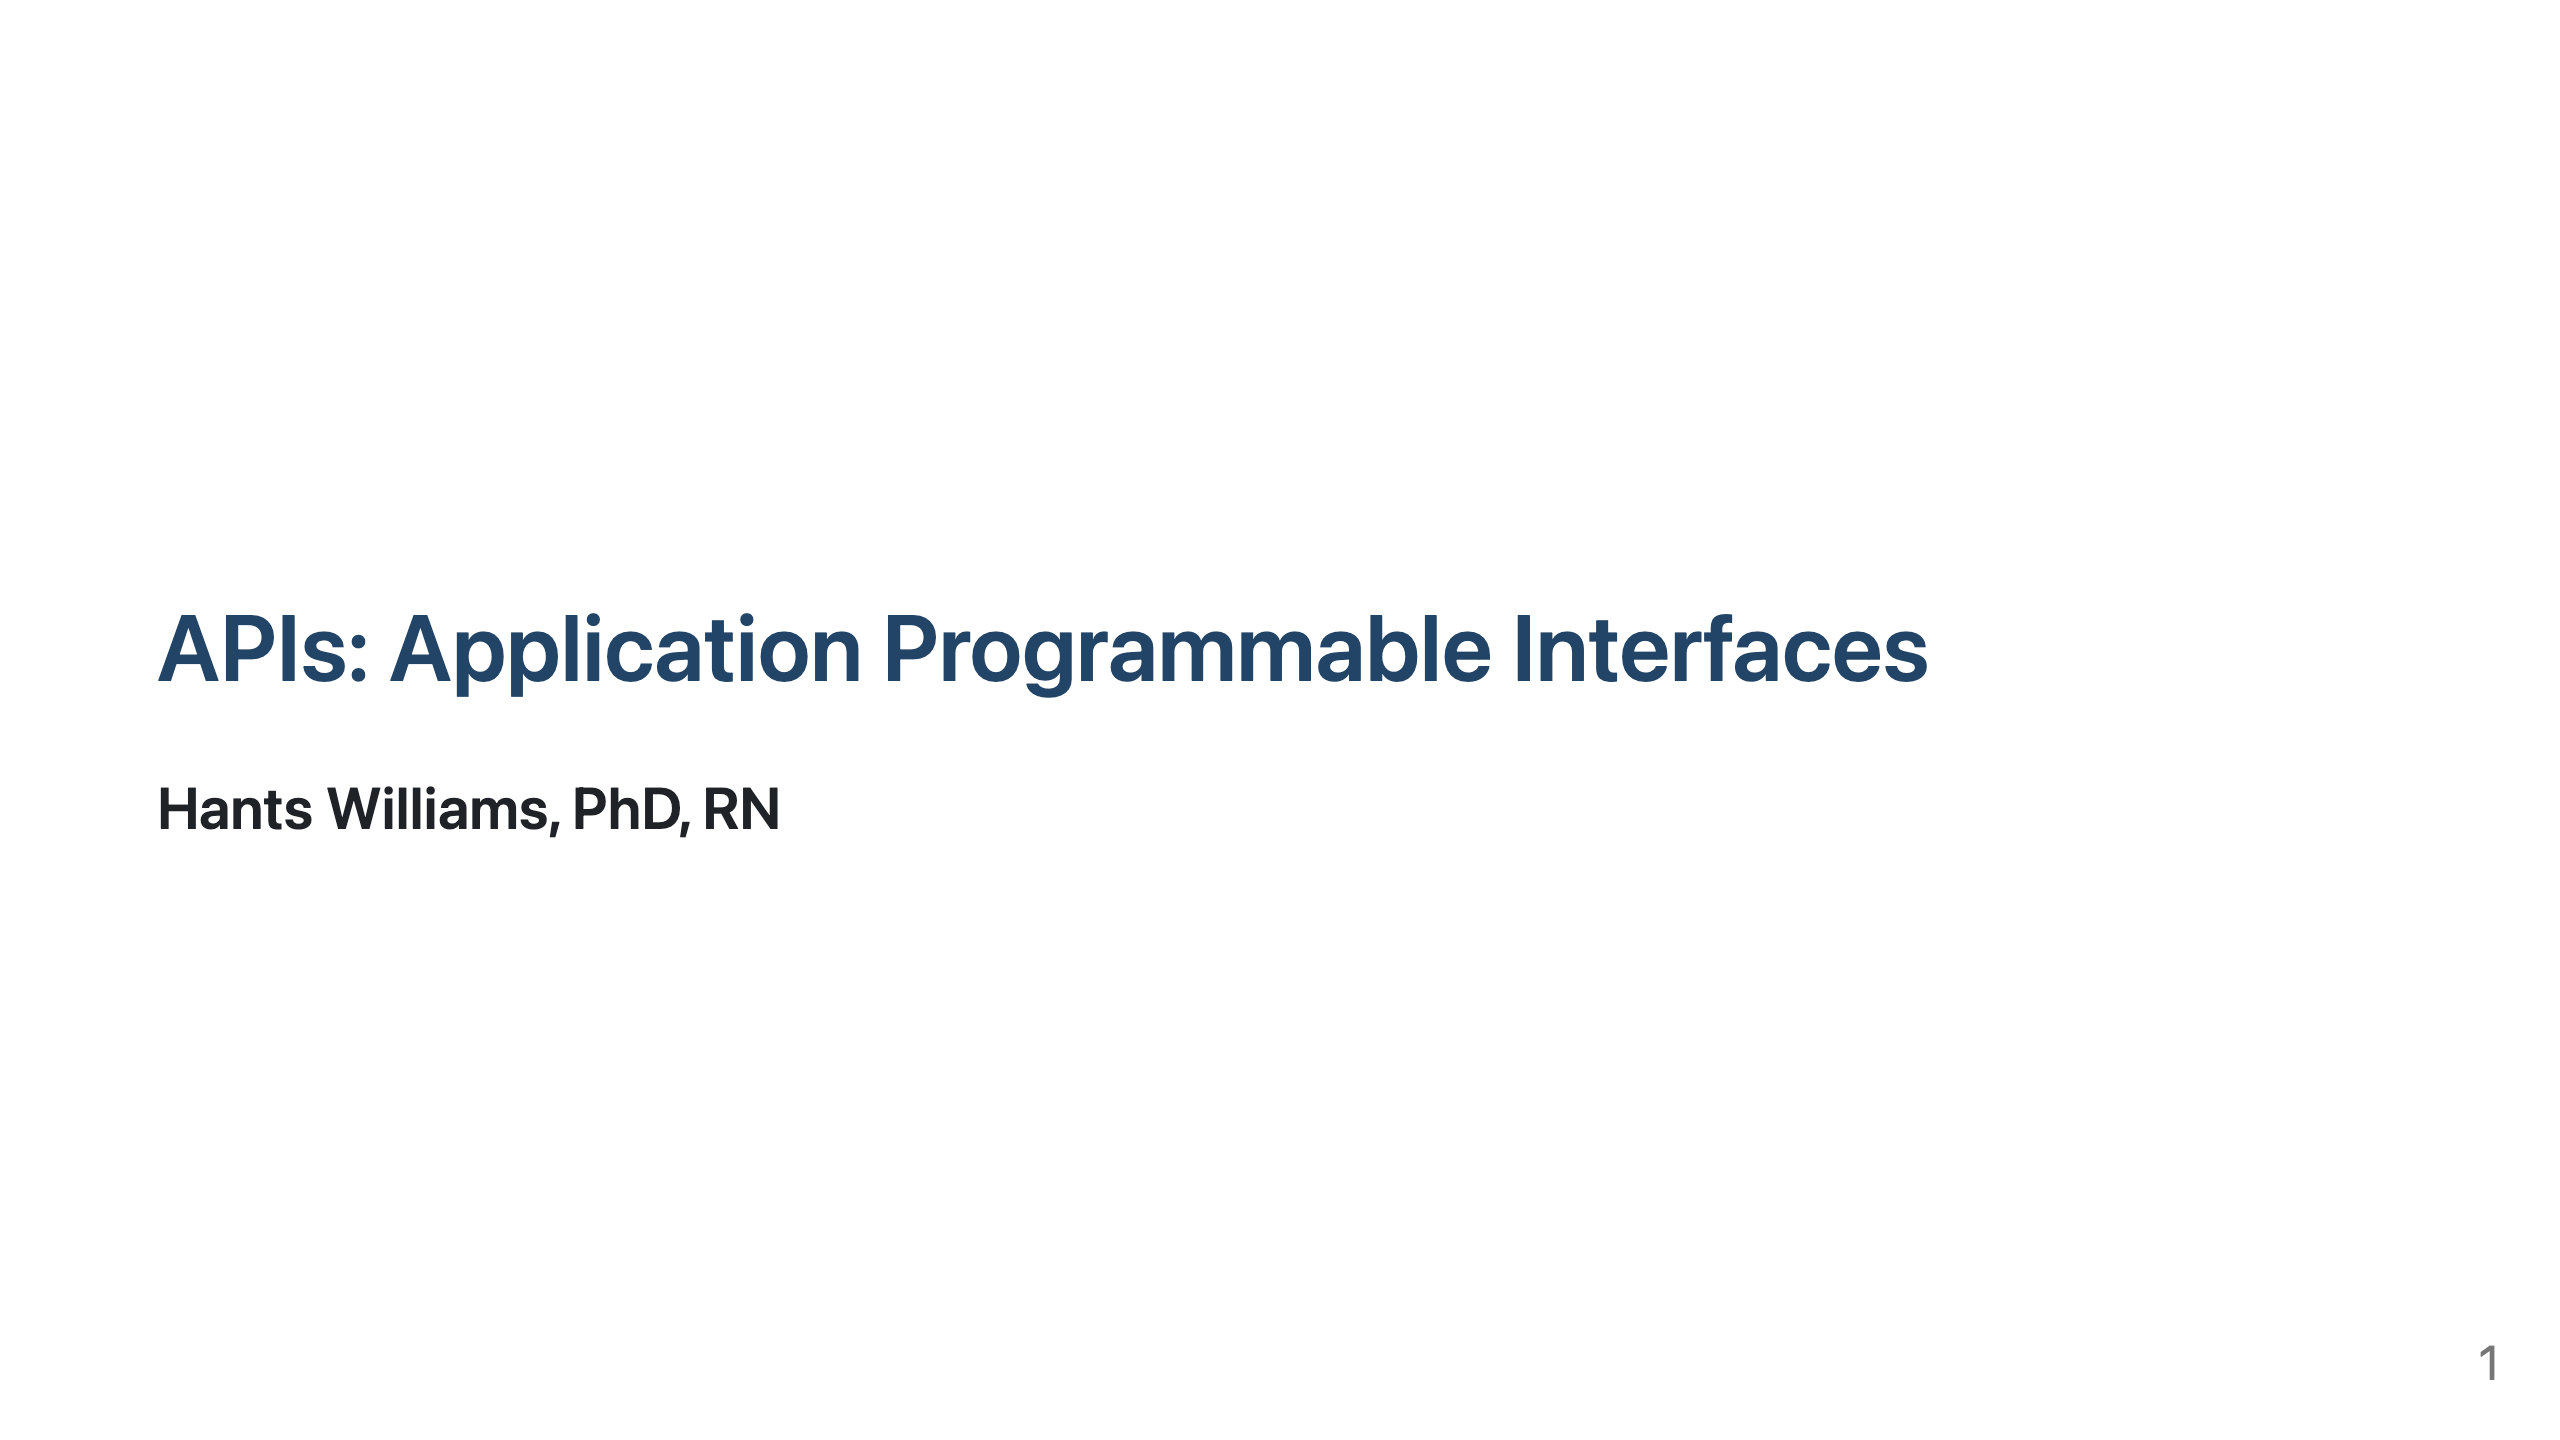 APIs: Application Programmable Interfaces
Hants Williams, PhD, RN
1